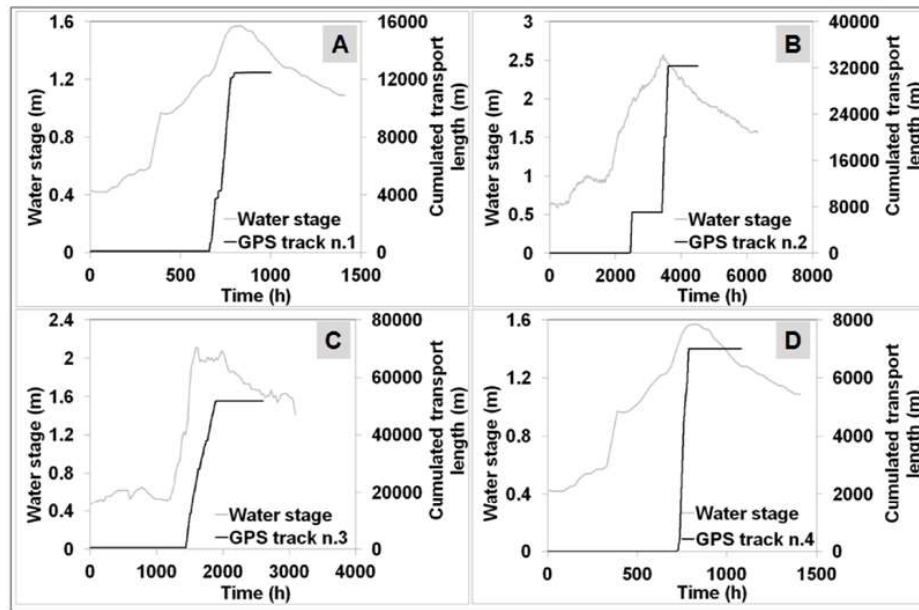 A
Water stage (m)
1.6
1.2
0.8
0.4
0
16000
12000
8000
4000
0
Cumulated transport
length (m)
Water stage
GPS track n.1
0 500 1000 1500
Time (h)
B
Water stage (m)
3
2.5
2
1.5
1
0.5
0
40000
32000
24000
16000
8000
0
Cumulated transport
length (m)
Water stage
GPS track n.2
0 2000 4000 6000 8000
Time (h)
C
Water stage (m)
2.4
2
1.6
1.2
0.8
0.4
0
80000
60000
40000
20000
0
Cumulated transport
length (m)
Water stage
GPS track n.3
0 1000 2000 3000 4000
Time (h)
D
Water stage (m)
1.6
1.2
0.8
0.4
0
8000
6000
4000
2000
0
Cumulated transport
length (m)
Water stage
GPS track n.4
0 500 1000 1500
Time (h)